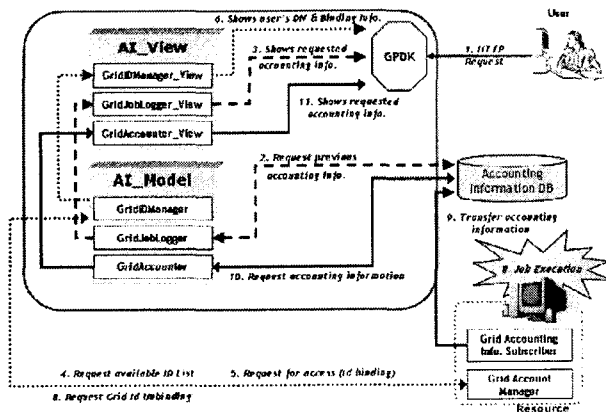 6. Shows user's DN & Binding Info.
User
AI_View
3. Shows requested
accounting info.
GPDK
1. HTTP
Request
GridIDManager_View
GridJobLogger_View
GridAccounter_View
11. Shows requested
accounting info.
2. Request previous
accounting info.
Accounting
Information DB
AI_Model
GridIDManager
GridJobLogger
GridAccounter
9. Transfer accounting
information
10. Request accounting information
8. Job Execution
Grid Accounting
Info. Subscriber
4. Request available ID List
5. Request for access (id binding)
Grid Account
Manager
8. Request Grid Id Unbinding
Resource